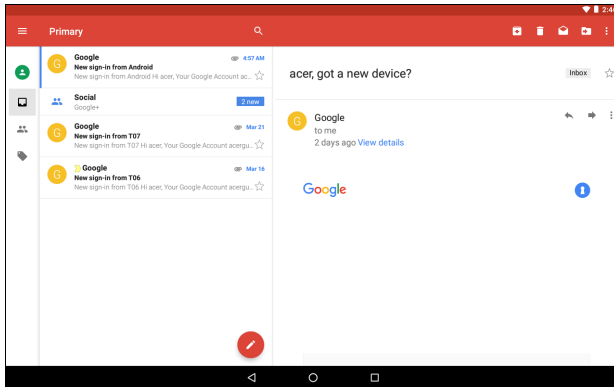 2:4
Primary
Google 4:57 AM
New sign-in from Android
New sign-in from Android Hi acer, Your Google Account ac..
Social 2 new
Google+
G Google Mar 21
New sign-in from T07
New sign-in from T07 Hi acer, Your Google Account acergu..
G Google Mar 16
New sign-in from T06
New sign-in from T06 Hi acer, Your Google Account acergu..
G
acer, got a new device? Inbox
G Google
to me
2 days ago View details
Google